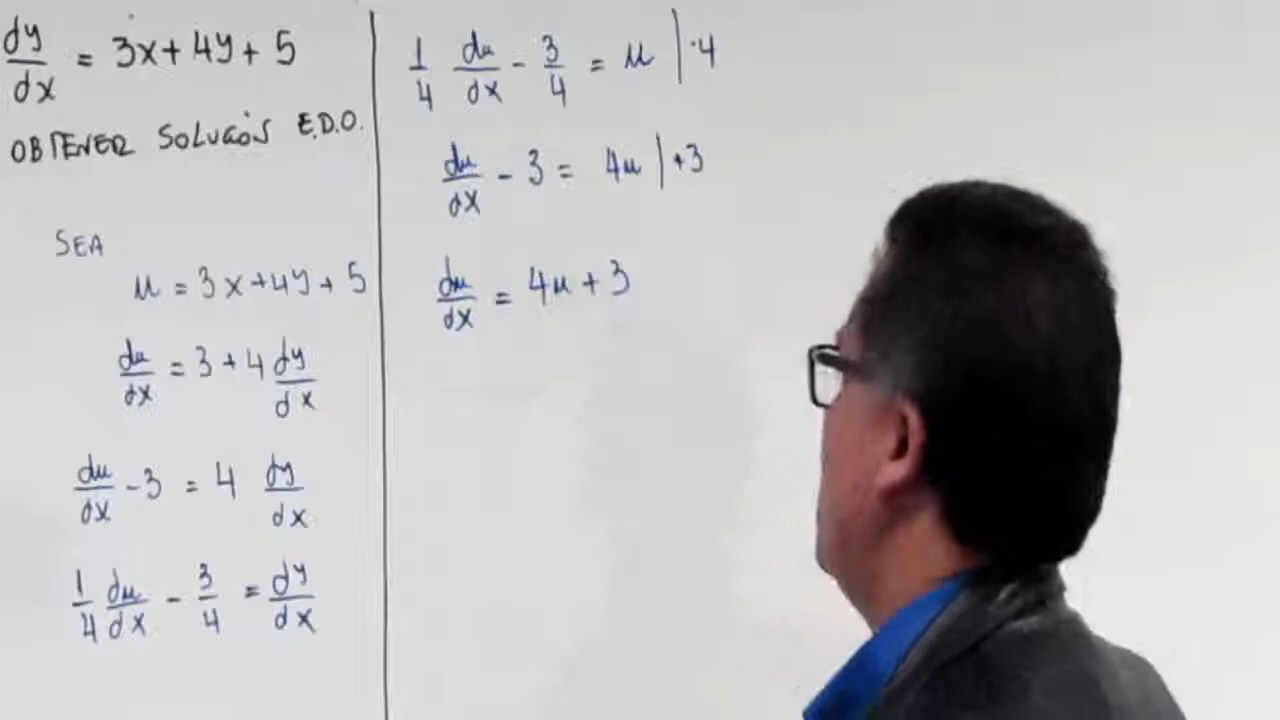 dy/dx = 3x + 4y + 5
OBTENER SOLUCIÓN E.D.O.
SEA
u = 3x + 4y + 5
du/dx = 3 + 4 dy/dx
du/dx - 3 = 4 dy/dx
1/4 du/dx - 3/4 = dy/dx
1/4 du/dx - 3/4 = u | ·4
du/dx - 3 = 4u | +3
du/dx = 4u + 3